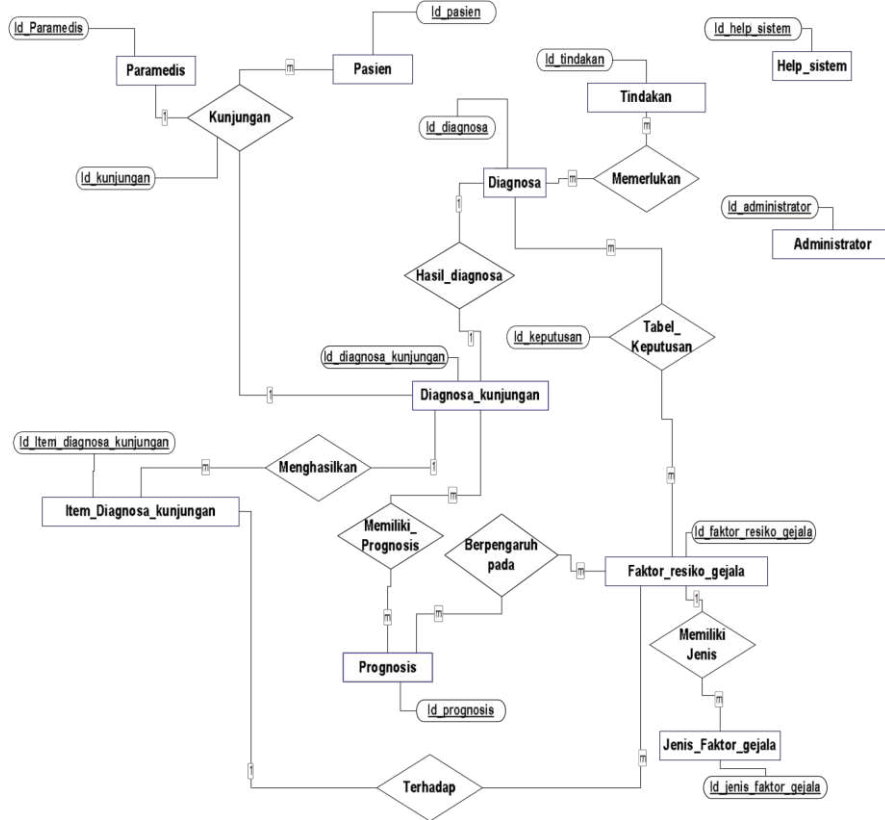 Id_pasien
Id_Paramedis
Id_help_sistem
Paramedis
Pasien
Id_tindakan
Help_sistem
m
Tindakan
1
Kunjungan
Id_diagnosa
m
Id_kunjungan
Diagnosa
m
Memerlukan
1
Id_administrator
m
Administrator
Hasil_diagnosa
Id_keputusan
Tabel_
Keputusan
1
Id_diagnosa_kunjungan
1
Diagnosa_kunjungan
Id_Item_diagnosa_kunjungan
m
Menghasilkan
1
m
m
Item_Diagnosa_kunjungan
Memiliki_
Prognosis
Berpengaruh
pada
Id_faktor_resiko_gejala
m
Faktor_resiko_gejala
1
m
m
Memiliki
Jenis
Prognosis
m
Id_prognosis
Jenis_Faktor_gejala
1
m
Terhadap
Id_jenis_faktor_gejala